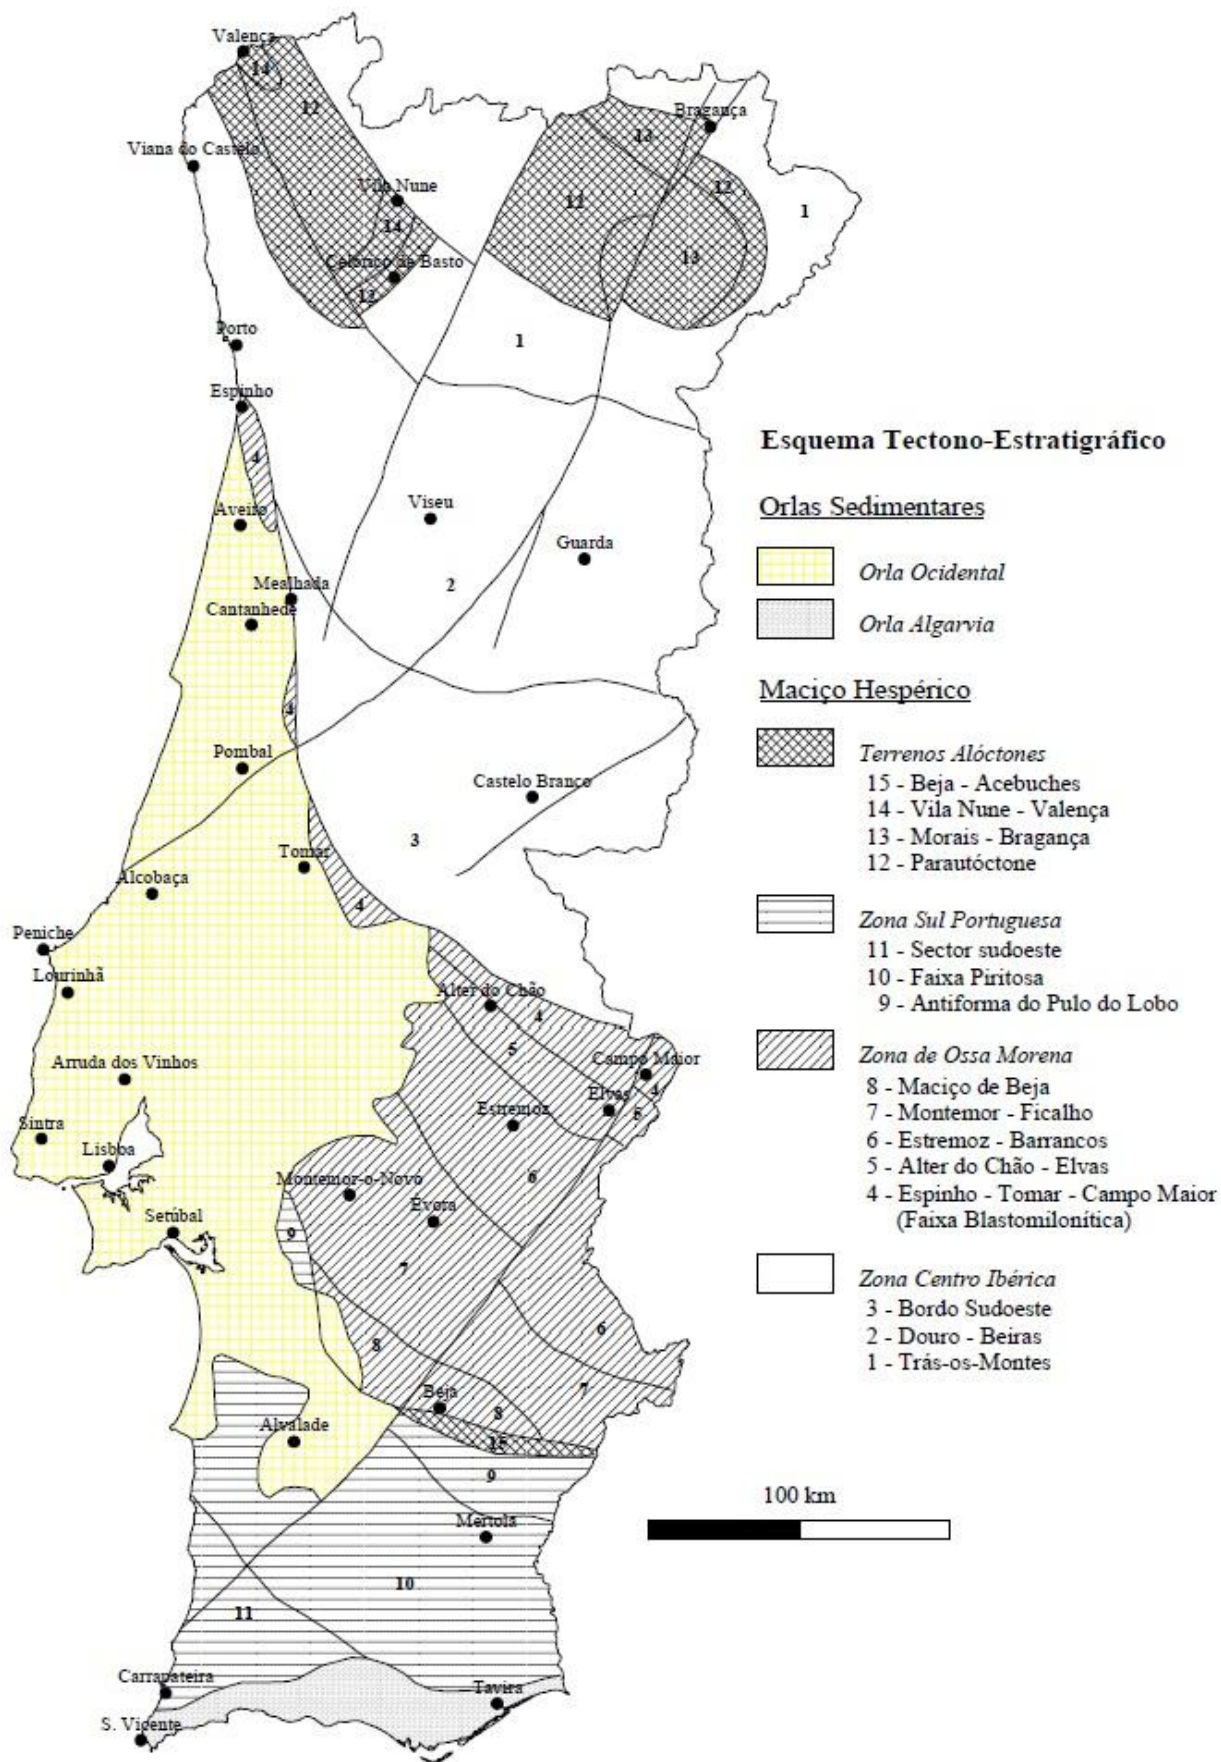 Valença
14
12
Bragança
13
Viana do Castelo
Vila Nune
12
12
1
14
13
Celorico de Basto
12
Porto
1
Espinho
4
Aveiro
Viseu
Guarda
Mealhada
2
Cantanhede
4
Pombal
Castelo Branco
3
Tomar
Alcobaça
4
Peniche
Lourinhã
Alter do Chão
4
5
Campo Maior
Arruda dos Vinhos
4
Elvas
5
Estremoz
Sintra
Lisboa
Montemor-o-Novo
6
Évora
Setúbal
9
7
6
8
7
Beja
8
Alvalade
15
9
Mertola
10
11
Carrapateira
Tavira
S. Vicente
Esquema Tectono-Estratigráfico
Orlas Sedimentares
Orla Ocidental
Orla Algarvia
Maciço Hespérico
Terrenos Alóctones
15 - Beja - Acebuches
14 - Vila Nune - Valença
13 - Morais - Bragança
12 - Parautóctone
Zona Sul Portuguesa
11 - Sector sudoeste
10 - Faixa Piritosa
9 - Antiforma do Pulo do Lobo
Zona de Ossa Morena
8 - Maciço de Beja
7 - Montemor - Ficalho
6 - Estremoz - Barrancos
5 - Alter do Chão - Elvas
4 - Espinho - Tomar - Campo Maior
(Faixa Blastomilonítica)
Zona Centro Ibérica
3 - Bordo Sudoeste
2 - Douro - Beiras
1 - Trás-os-Montes
100 km